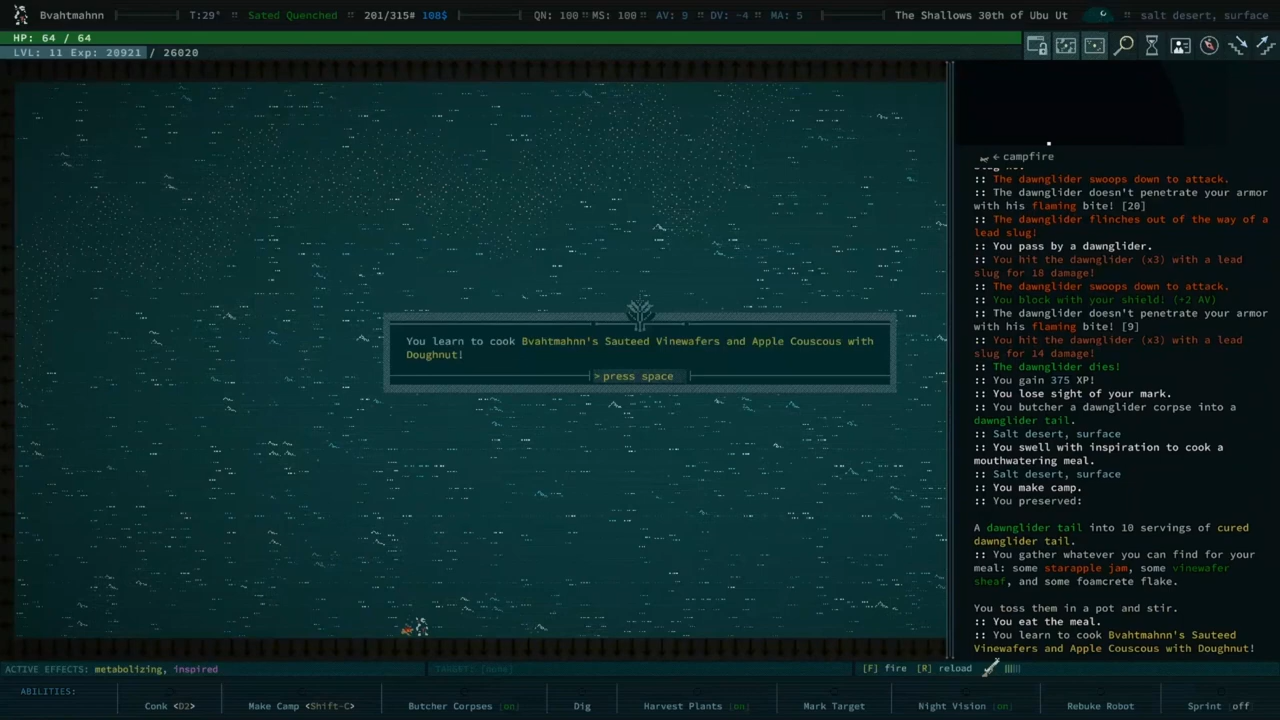 Bvahtmahnn T:29° :: Sated Quenched :: 201/315# 108$ QN: 100 :: MS: 100 :: AV: 9 :: DV: -4 :: MA: 5 The Shallows 30th of Ubu Ut :: salt desert, surface
HP: 64 / 64
LVL: 11 Exp: 20921 / 26020
← campfire
:: The dawnglider swoops down to attack.
:: The dawnglider doesn't penetrate your armor
with his flaming bite! [20]
:: The dawnglider flinches out of the way of a
lead slug!
:: You pass by a dawnglider.
:: You hit the dawnglider (x3) with a lead
slug for 18 damage!
:: The dawnglider swoops down to attack.
:: You block with your shield! (+2 AV)
:: The dawnglider doesn't penetrate your armor
with his flaming bite! [9]
:: You hit the dawnglider (x3) with a lead
slug for 14 damage!
:: The dawnglider dies!
:: You gain 375 XP!
:: You lose sight of your mark.
:: You butcher a dawnglider corpse into a
dawnglider tail.
:: Salt desert, surface
:: You swell with inspiration to cook a
mouthwatering meal.
:: Salt desert, surface
:: You make camp.
:: You preserved:
A dawnglider tail into 10 servings of cured
dawnglider tail.
:: You gather whatever you can find for your
meal: some starapple jam, some vinewafer
sheaf, and some foamcrete flake.
You toss them in a pot and stir.
:: You eat the meal.
:: You learn to cook Bvahtmahnn's Sauteed
Vinewafers and Apple Couscous with Doughnut!
You learn to cook Bvahtmahnn's Sauteed Vinewafers and Apple Couscous with
Doughnut!
> press space
ACTIVE EFFECTS: metabolizing, inspired TARGET: [none] [F] fire [R] reload
ABILITIES:
Conk <D2> Make Camp <Shift-C> Butcher Corpses [on] Dig Harvest Plants [on] Mark Target Night Vision [on] Rebuke Robot Sprint [off